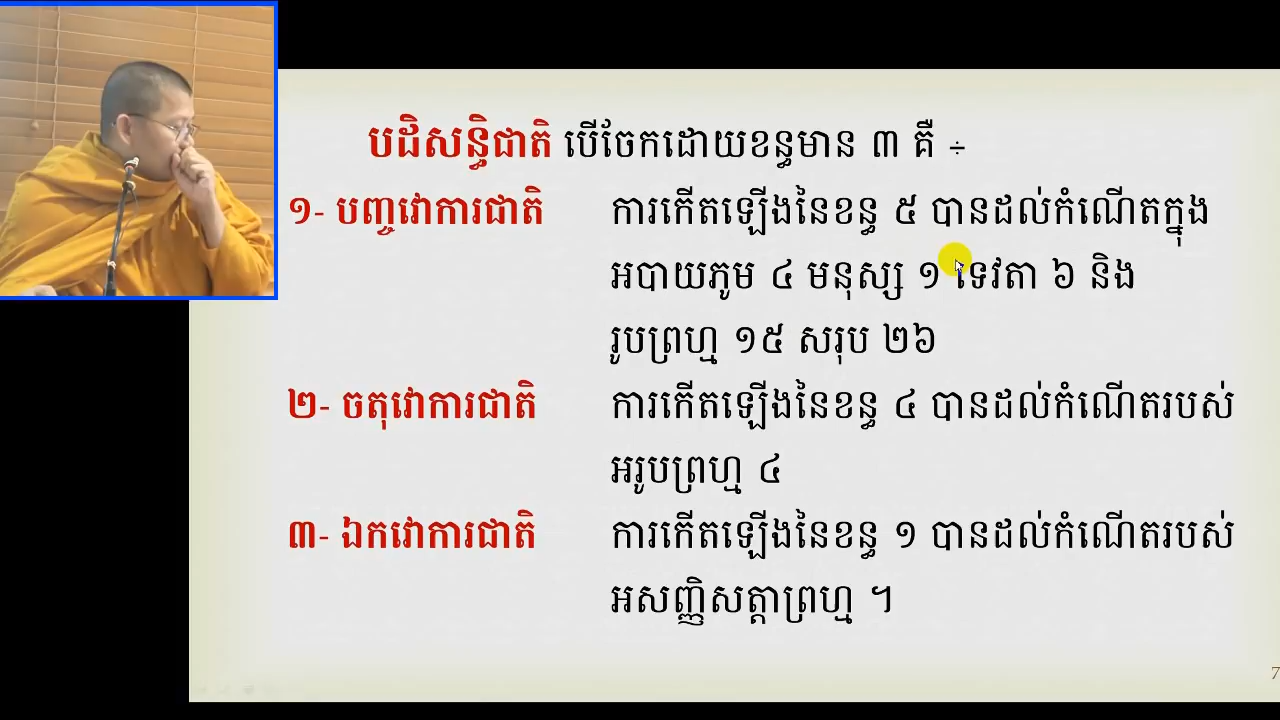 បដិសន្ធិជាតិ បើចែកដោយខន្ធមាន ៣ គឺ ÷
១- បញ្ចវោការជាតិ ការកើតឡើងនៃខន្ធ ៥ បានដល់កំណើតក្នុង
អបាយភូម ៤ មនុស្ស ១ ទេវតា ៦ និង
រូបព្រហ្ម ១៥ សរុប ២៦
២- ចតុវោការជាតិ ការកើតឡើងនៃខន្ធ ៤ បានដល់កំណើតរបស់
អរូបព្រហ្ម ៤
៣- ឯកវោការជាតិ ការកើតឡើងនៃខន្ធ ១ បានដល់កំណើតរបស់
អសញ្ញិសត្តាព្រហ្ម ។
7